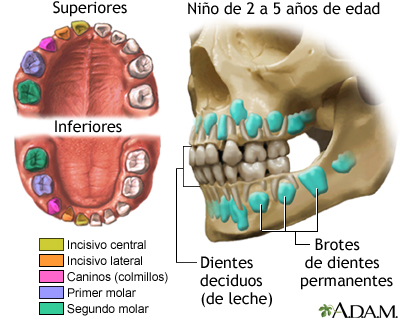 Superiores
Niño de 2 a 5 años de edad
Inferiores
Incisivo central
Incisivo lateral
Caninos (colmillos)
Primer molar
Segundo molar
Dientes
deciduos
(de leche)
Brotes
de dientes
permanentes
A.D.A.M.